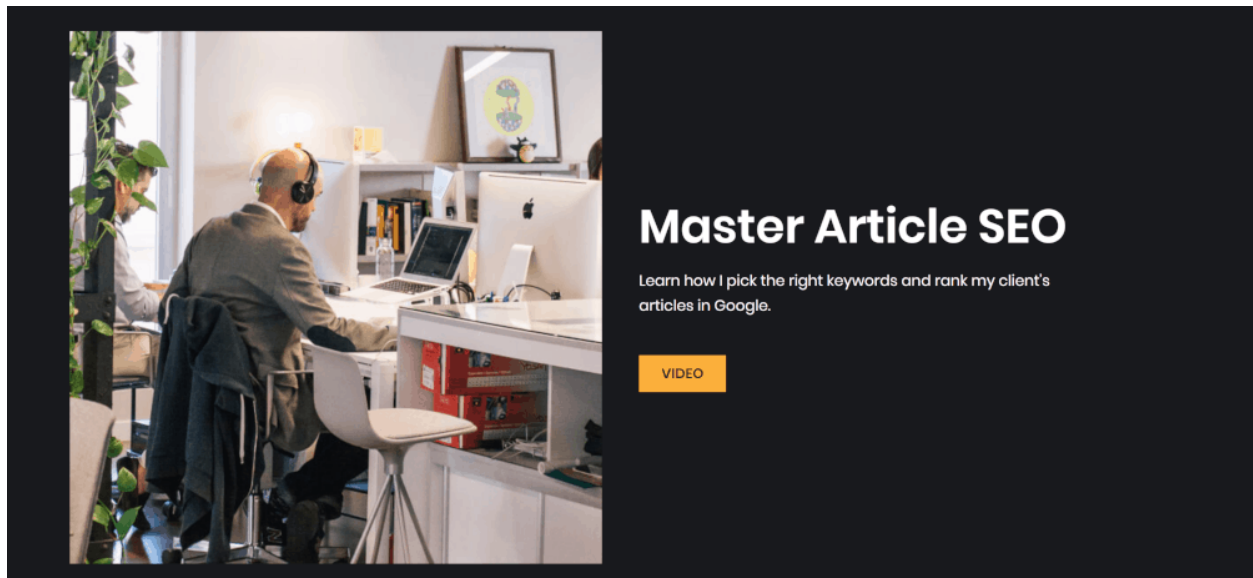 Master Article SEO
Learn how I pick the right keywords and rank my client's
articles in Google.
VIDEO